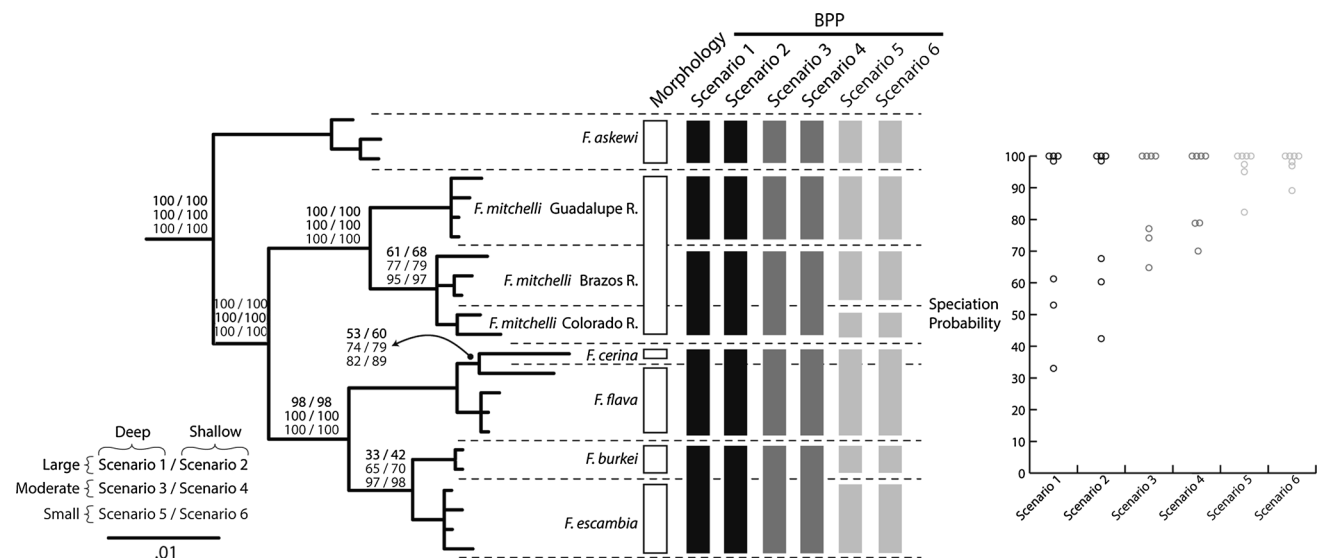 BPP
Morphology
Scenario 1
Scenario 2
Scenario 3
Scenario 4
Scenario 5
Scenario 6
F. askewi
F. mitchelli Guadalupe R.
F. mitchelli Brazos R.
F. mitchelli Colorado R.
F. cerina
F. flava
F. burkei
F. escambia
100 / 100
100 / 100
100 / 100
100 / 100
100 / 100
100 / 100
61 / 68
77 / 79
95 / 97
100 / 100
100 / 100
100 / 100
53 / 60
74 / 79
82 / 89
98 / 98
100 / 100
100 / 100
33 / 42
65 / 70
97 / 98
Deep Shallow
Large { Scenario 1 / Scenario 2
Moderate { Scenario 3 / Scenario 4
Small { Scenario 5 / Scenario 6
.01
Speciation
Probability
100
90
80
70
60
50
40
30
20
10
0
Scenario 1
Scenario 2
Scenario 3
Scenario 4
Scenario 5
Scenario 6